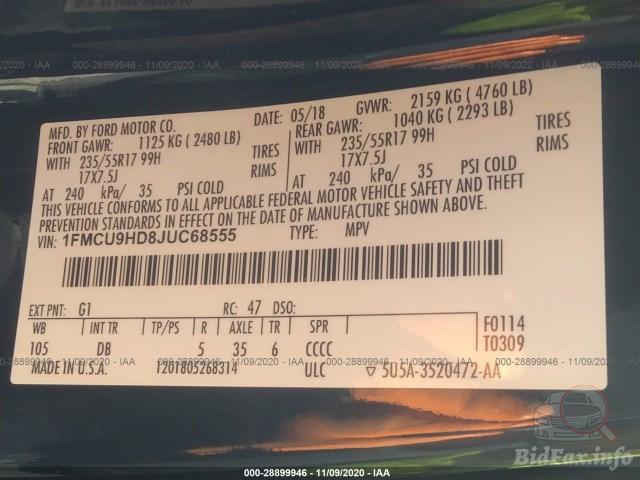 000-28899946 - 11/09/2020 - IAA
MFD. BY FORD MOTOR CO.
DATE: 05/18
GVWR: 2159 KG ( 4760 LB)
FRONT GAWR: 1125 KG ( 2480 LB)
REAR GAWR: 1040 KG ( 2293 LB)
WITH 235/55R17 99H TIRES
WITH 235/55R17 99H TIRES
17X7.5J RIMS
17X7.5J RIMS
AT 240 kPa/ 35 PSI COLD
AT 240 kPa/ 35 PSI COLD
THIS VEHICLE CONFORMS TO ALL APPLICABLE FEDERAL MOTOR VEHICLE SAFETY AND THEFT
PREVENTION STANDARDS IN EFFECT ON THE DATE OF MANUFACTURE SHOWN ABOVE.
VIN: 1FMCU9HD8JUC68555
TYPE: MPV
EXT PNT: G1
RC: 47 DSO:
WB INT TR TP/PS R AXLE TR SPR
105 DB 5 35 6 CCCC
F0114
T0309
MADE IN U.S.A.
T201805268314
ULC
▽ 5U5A-3520472-AA
BidFax.info
000-28899946 - 11/09/2020 - IAA